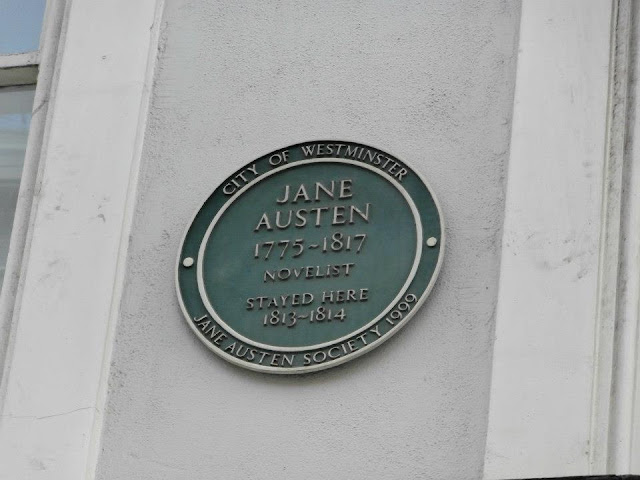 CITY OF WESTMINSTER
JANE
AUSTEN
1775~1817
NOVELIST
STAYED HERE
1813~1814
JANE AUSTEN SOCIETY 1999